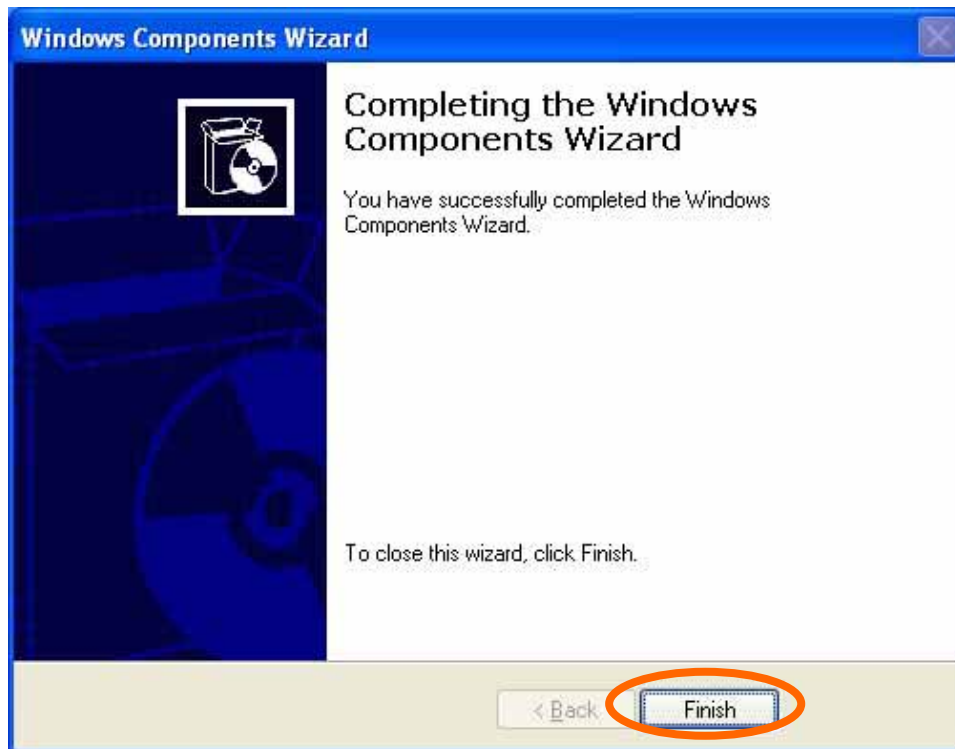 Windows Components Wizard
Completing the Windows
Components Wizard
You have successfully completed the Windows
Components Wizard.
To close this wizard, click Finish.
< Back
Finish